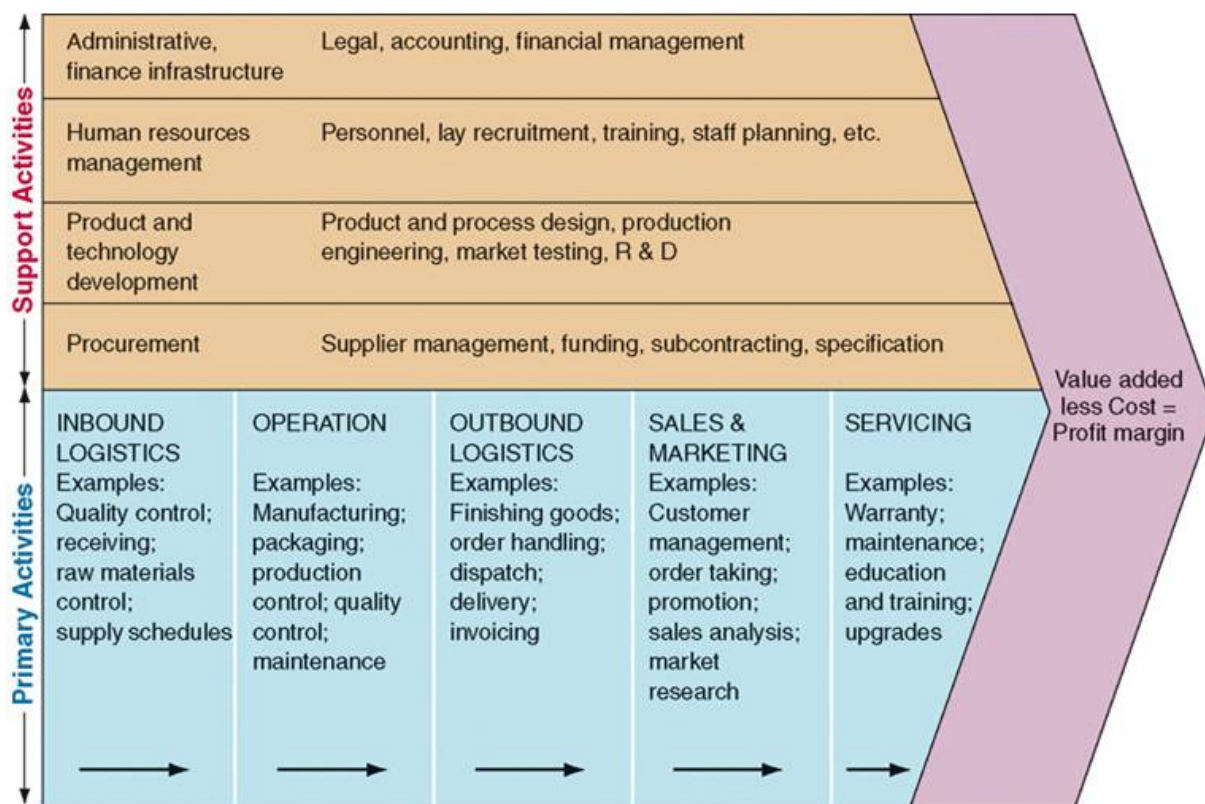 Support Activities
Administrative,
finance infrastructure
Legal, accounting, financial management
Human resources
management
Personnel, lay recruitment, training, staff planning, etc.
Product and
technology
development
Product and process design, production
engineering, market testing, R & D
Procurement
Supplier management, funding, subcontracting, specification
Primary Activities
INBOUND
LOGISTICS
Examples:
Quality control;
receiving;
raw materials
control;
supply schedules
OPERATION
Examples:
Manufacturing;
packaging;
production
control; quality
control;
maintenance
OUTBOUND
LOGISTICS
Examples:
Finishing goods;
order handling;
dispatch;
delivery;
invoicing
SALES &
MARKETING
Examples:
Customer
management;
order taking;
promotion;
sales analysis;
market
research
SERVICING
Examples:
Warranty;
maintenance;
education
and training;
upgrades
Value added
less Cost =
Profit margin